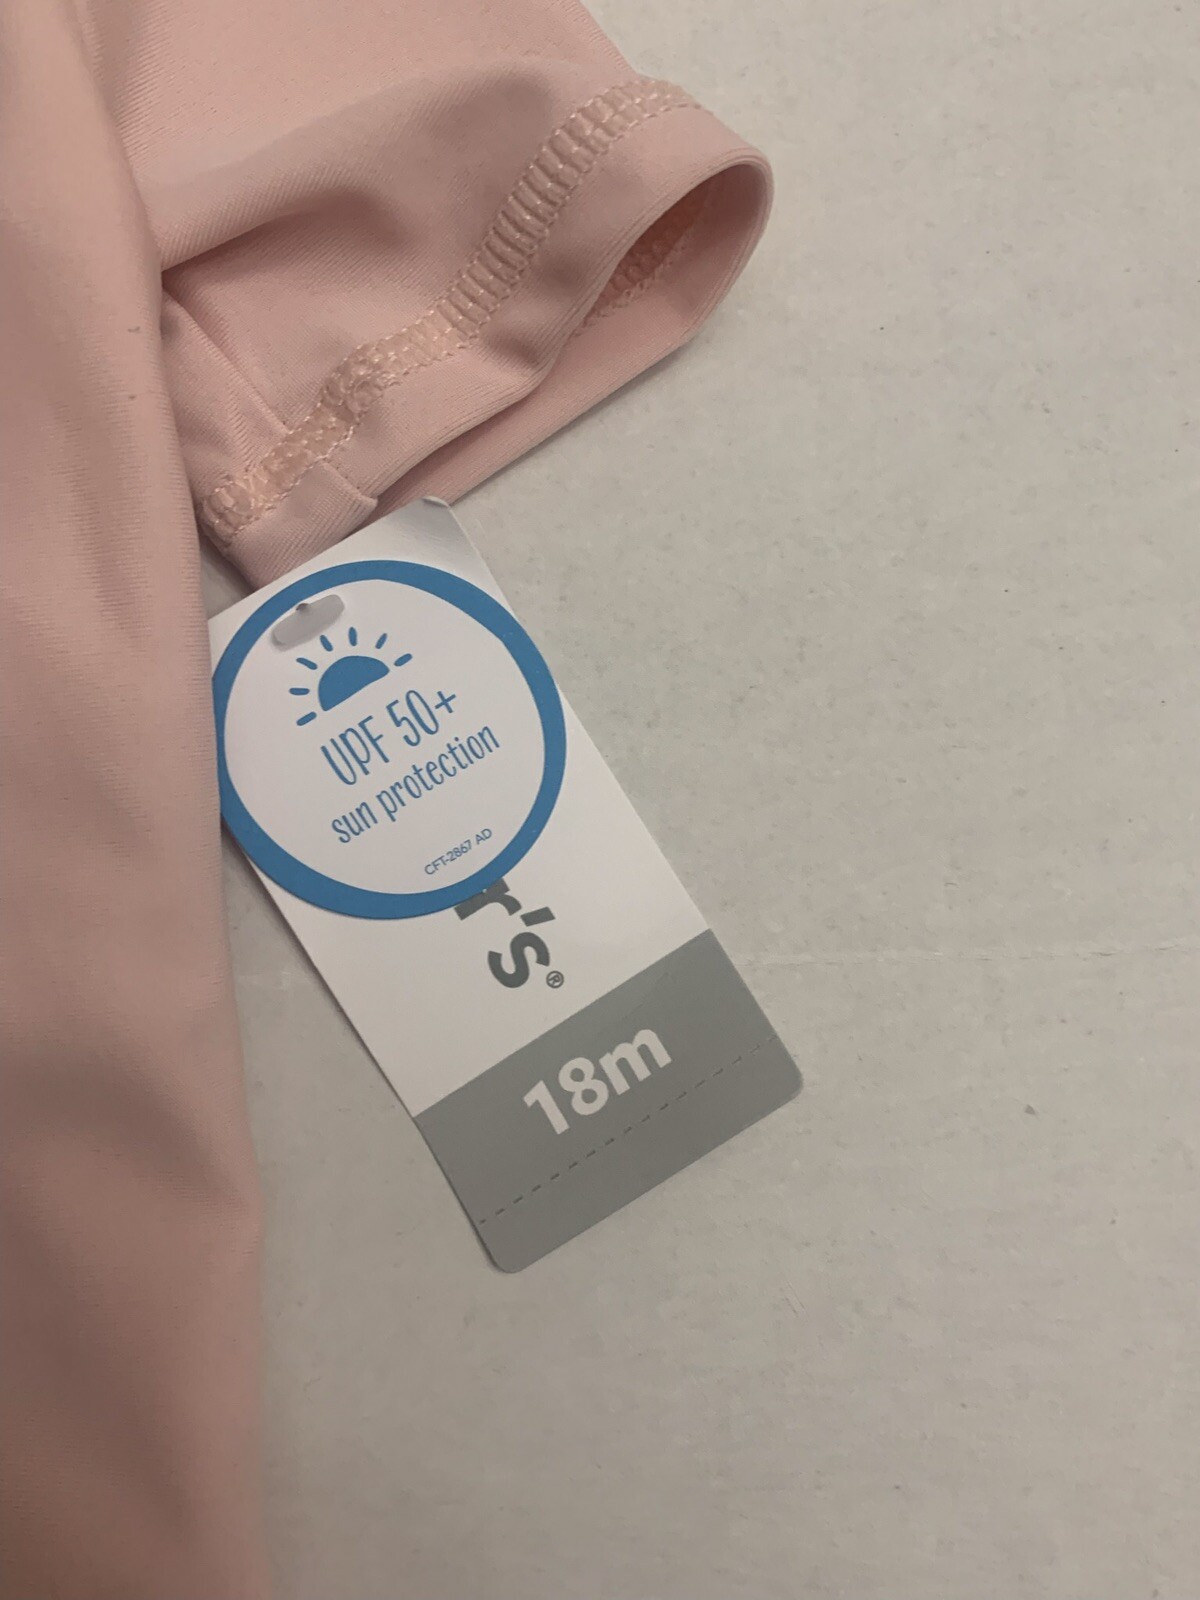 UPF 50+
sun protection
CFT-2867 AD
r's®
18m